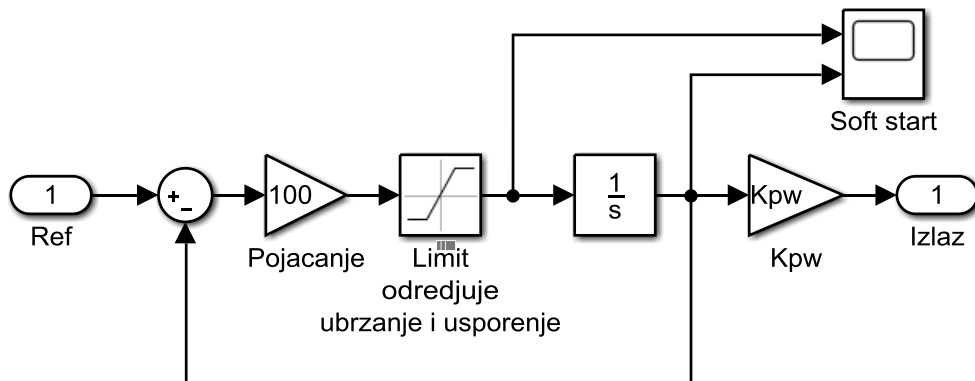 Soft start
1
Ref
+
−
100
Pojacanje
Limit
odredjuje
ubrzanje i usporenje
1
s
Kpw
Kpw
1
Izlaz